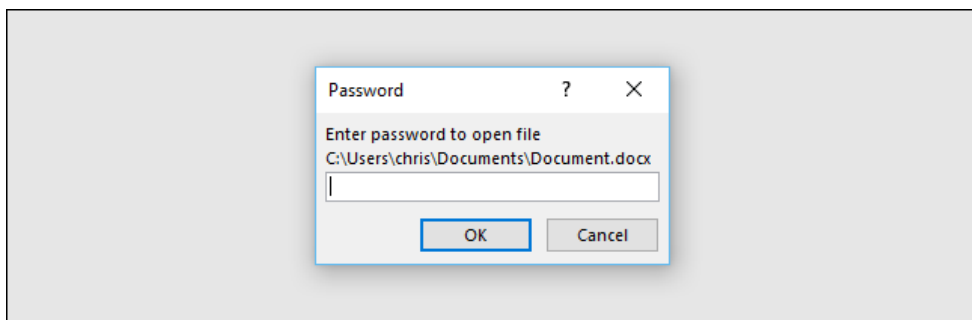 Password ?
Enter password to open file
C:\Users\chris\Documents\Document.docx
OK Cancel